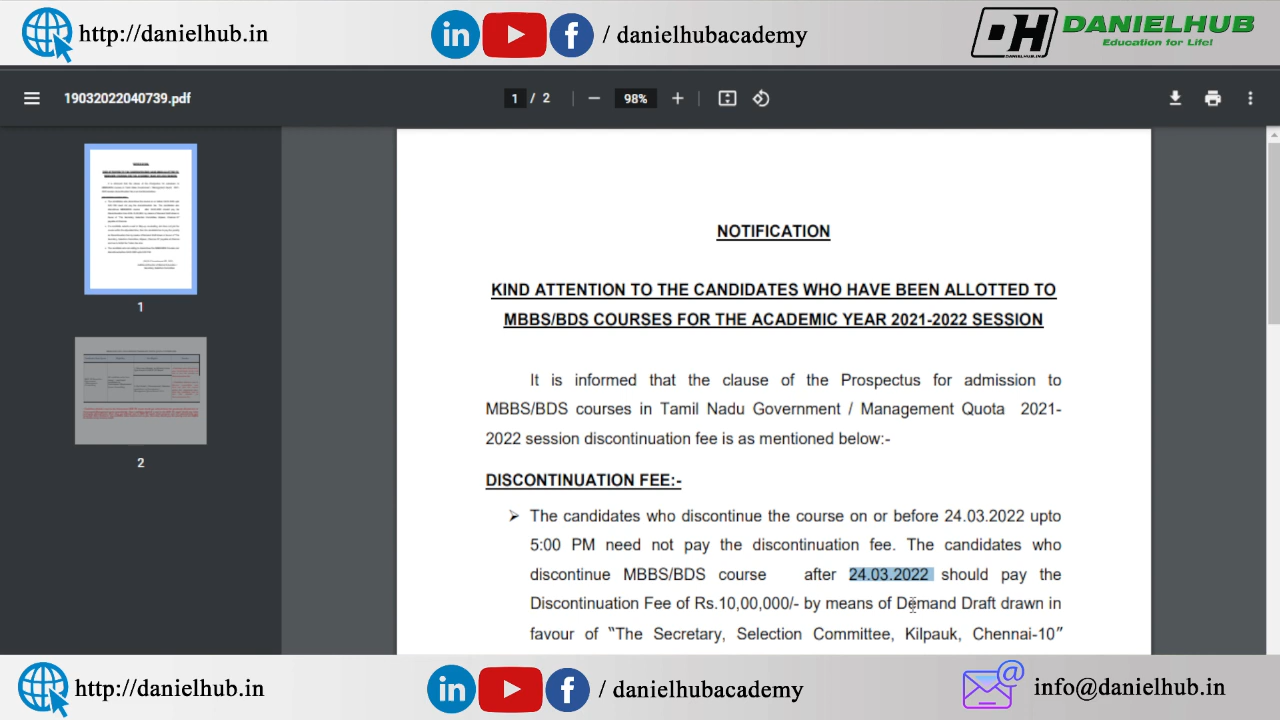 http://danielhub.in
in f / danielhubacademy
DH DANIELHUB
DANIELHUB.IN Education for Life!
19032022040739.pdf
1 / 2
98%
NOTIFICATION
KIND ATTENTION TO THE CANDIDATES WHO HAVE BEEN ALLOTTED TO
MBBS/BDS COURSES FOR THE ACADEMIC YEAR 2021-2022 SESSION
It is informed that the clause of the Prospectus for admission to
MBBS/BDS courses in Tamil Nadu Government / Management Quota 2021-
2022 session discontinuation fee is as mentioned below:-
DISCONTINUATION FEE:-
➢ The candidates who discontinue the course on or before 24.03.2022 upto
5:00 PM need not pay the discontinuation fee. The candidates who
discontinue MBBS/BDS course after 24.03.2022 should pay the
Discontinuation Fee of Rs.10,00,000/- by means of Demand Draft drawn in
favour of "The Secretary, Selection Committee, Kilpauk, Chennai-10"
1
2
http://danielhub.in
in f / danielhubacademy
@ info@danielhub.in